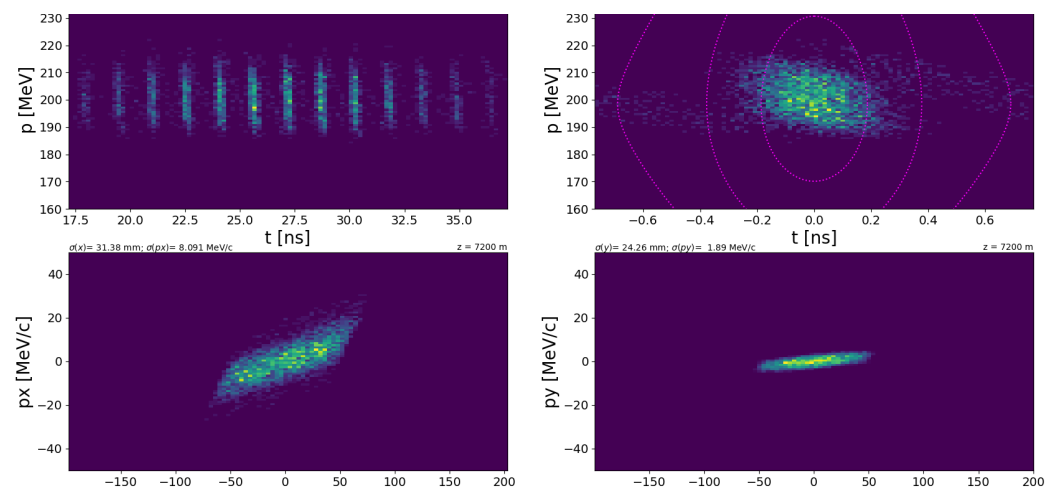 230
220
210
200
190
180
170
160
p [MeV]
17.5 20.0 22.5 25.0 27.5 30.0 32.5 35.0
t [ns]
230
220
210
200
190
180
170
160
p [MeV]
−0.6 −0.4 −0.2 0.0 0.2 0.4 0.6
t [ns]
σ(x)= 31.38 mm; σ(px)= 8.091 MeV/c z = 7200 m
40
20
0
−20
−40
px [MeV/c]
−150 −100 −50 0 50 100 150 200
σ(y)= 24.26 mm; σ(py)= 1.89 MeV/c z = 7200 m
40
20
0
−20
−40
py [MeV/c]
−150 −100 −50 0 50 100 150 200